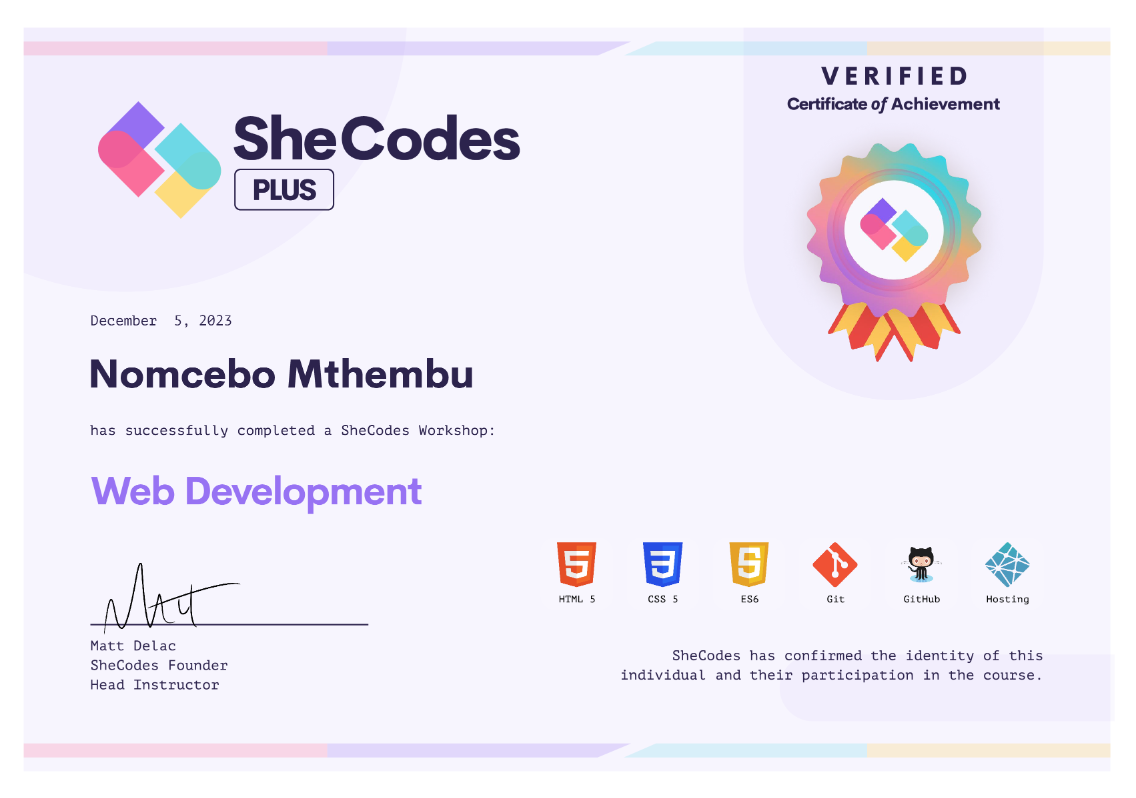 VERIFIED
Certificate of Achievement
SheCodes
PLUS
December 5, 2023
Nomcebo Mthembu
has successfully completed a SheCodes Workshop:
Web Development
HTML 5
CSS 5
ES6
Git
GitHub
Hosting
Matt Delac
SheCodes Founder
Head Instructor
SheCodes has confirmed the identity of this
individual and their participation in the course.